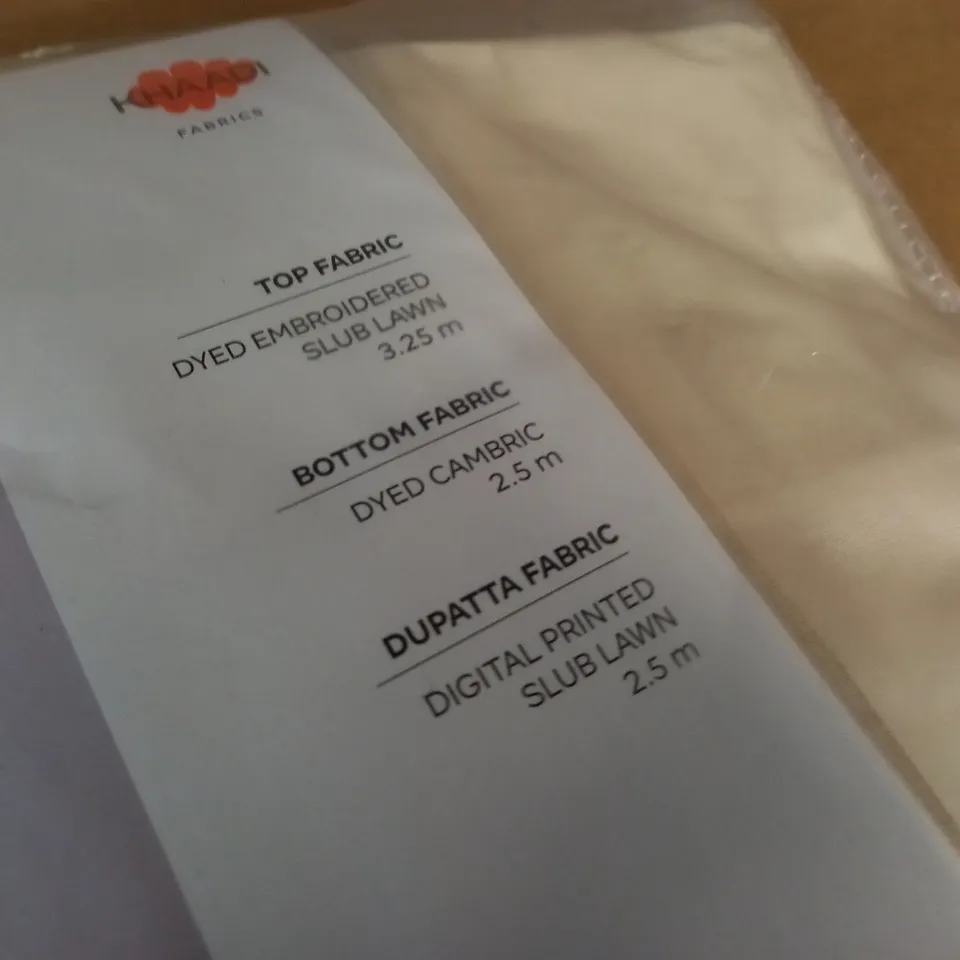 KHAADI
FABRICS
TOP FABRIC
DYED EMBROIDERED
SLUB LAWN
3.25 m
BOTTOM FABRIC
DYED CAMBRIC
2.5 m
DUPATTA FABRIC
DIGITAL PRINTED
SLUB LAWN
2.5 m